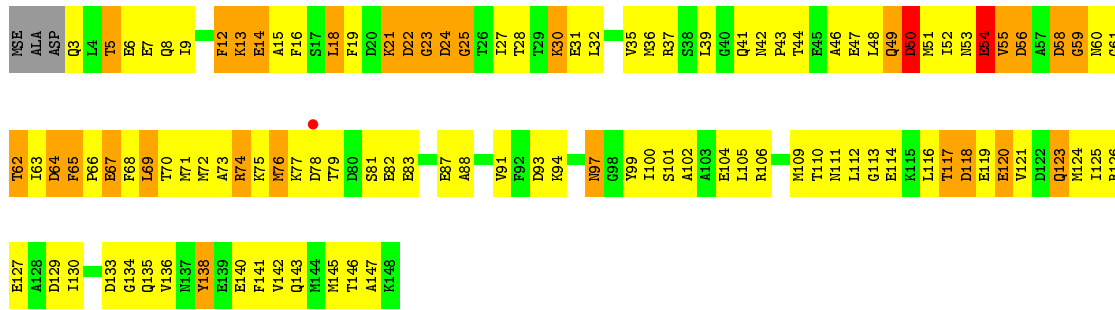 MSE ALA ASP Q3 L4 T5 E6 E7 Q8 I9 F12 K13 E14 A15 F16 S17 L18 F19 D20 K21 D22 G23 D24 G25 T26 I27 T28 T29 K30 E31 L32 V35 M36 R37 S38 L39 G40 Q41 N42 P43 T44 E45 A46 E47 L48 Q49 D50 M51 I52 N53 E54 V55 D56 A57 D58 G59 N60 G61
T62 I63 D64 F65 P66 E67 F68 L69 T70 M71 M72 A73 R74 K75 M76 K77 D78 T79 D80 S81 E82 E83 E87 A88 V91 F92 D93 K94 N97 G98 Y99 I100 S101 A102 A103 E104 L105 R106 M109 T110 N111 L112 G113 E114 K115 L116 T117 D118 E119 E120 V121 D122 Q123 M124 I125 R126
E127 A128 D129 I130 D133 G134 Q135 V136 N137 Y138 E139 E140 F141 V142 Q143 M144 M145 T146 A147 K148